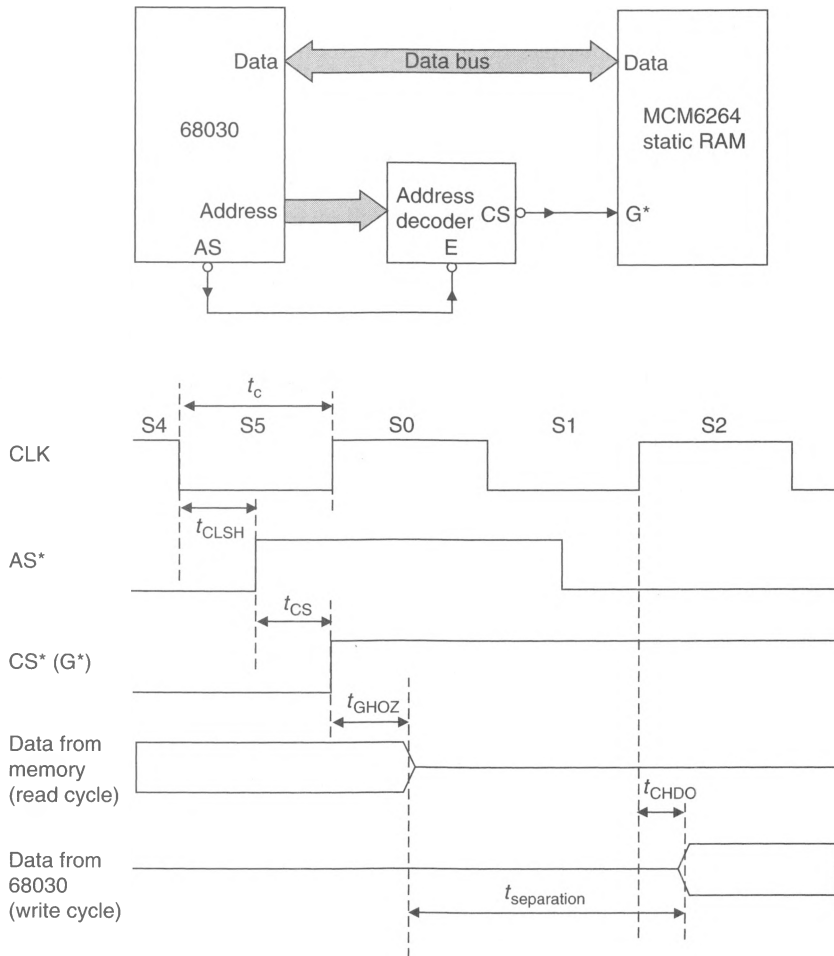 Data
Data bus
Data
68030
MCM6264
static RAM
Address
Address
decoder
CS
G*
AS
E
t_c
S4
S5
S0
S1
S2
CLK
t_CLSH
AS*
t_CS
CS* (G*)
t_GHOZ
Data from
memory
(read cycle)
t_CHDO
Data from
68030
(write cycle)
t_separation